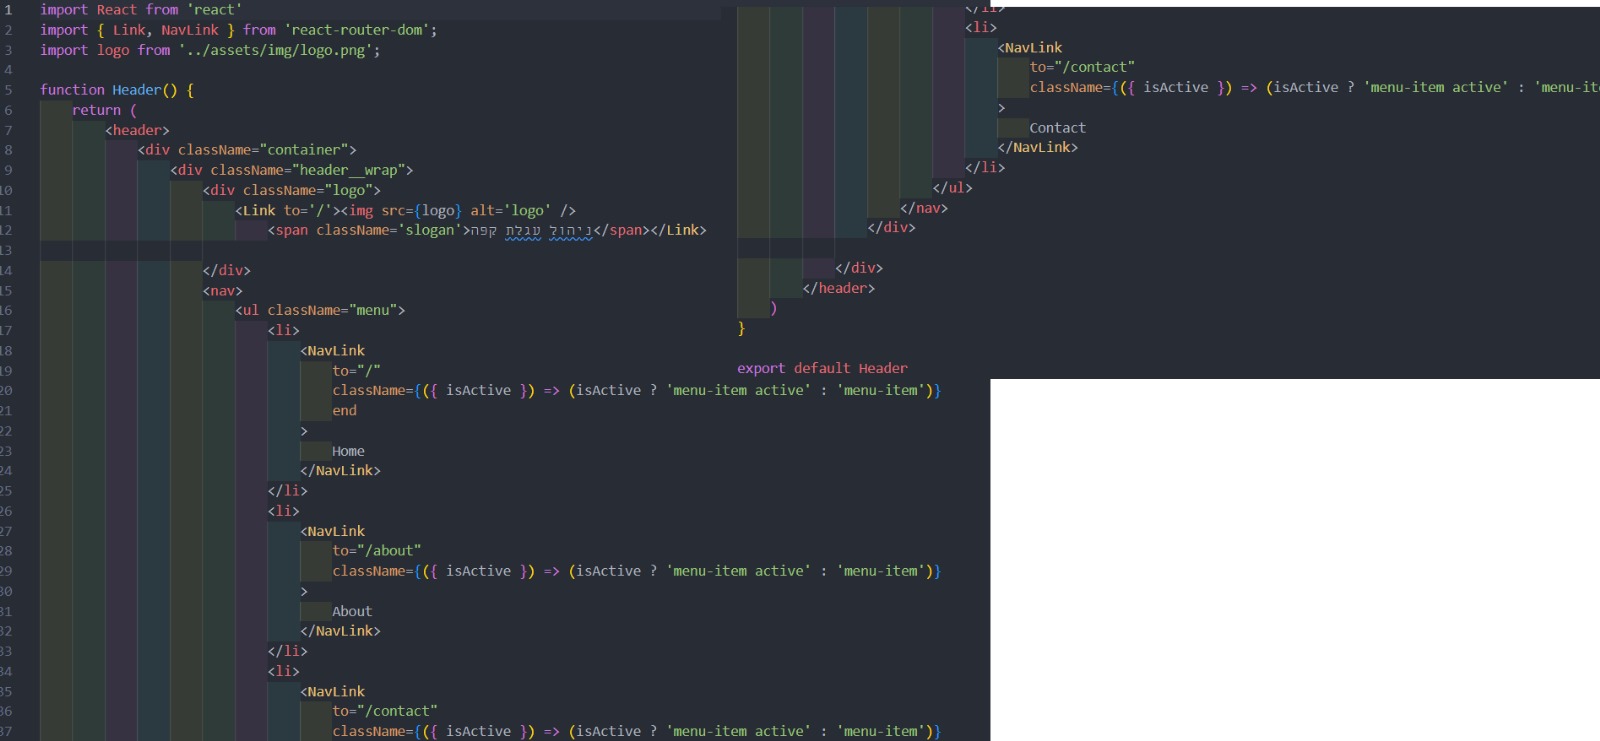 1 import React from 'react'
2 import { Link, NavLink } from 'react-router-dom';
3 import logo from '../assets/img/logo.png';
4
5 function Header() {
6 return (
7 <header>
8 <div className="container">
9 <div className="header__wrap">
10 <div className="logo">
11 <Link to='/'><img src={logo} alt='logo' />
12 <span className='slogan'>ניהול עגלת קפה</span></Link>
13
14 </div>
15 <nav>
16 <ul className="menu">
17 <li>
18 <NavLink
19 to="/"
20 className={({ isActive }) => (isActive ? 'menu-item active' : 'menu-item')}
21 end
22 >
23 Home
24 </NavLink>
25 </li>
26 <li>
27 <NavLink
28 to="/about"
29 className={({ isActive }) => (isActive ? 'menu-item active' : 'menu-item')}
30 >
31 About
32 </NavLink>
33 </li>
34 <li>
35 <NavLink
36 to="/contact"
37 className={({ isActive }) => (isActive ? 'menu-item active' : 'menu-item')}
</li>
<li>
<NavLink
to="/contact"
className={({ isActive }) => (isActive ? 'menu-item active' : 'menu-it
>
Contact
</NavLink>
</li>
</ul>
</nav>
</div>
</div>
</header>
)
}
export default Header